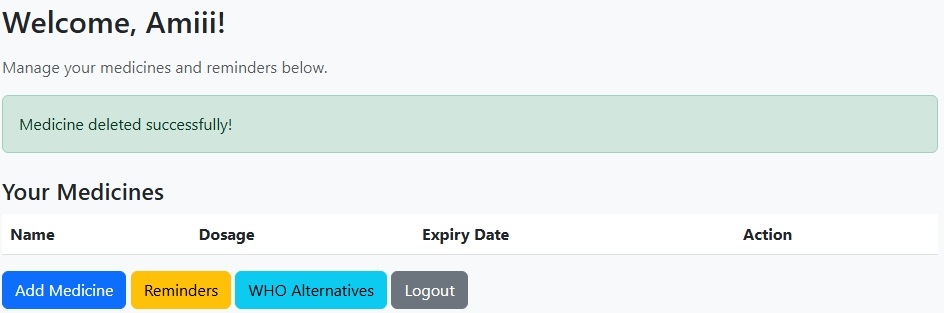 Welcome, Amiii!
Manage your medicines and reminders below.
Medicine deleted successfully!
Your Medicines
Name Dosage Expiry Date Action
Add Medicine Reminders WHO Alternatives Logout